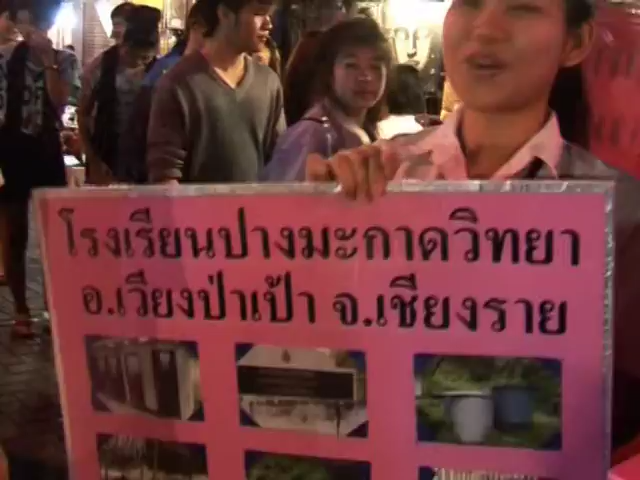 โรงเรียนปางมะกาดวิทยา
อ.เวียงป่าเป้า จ.เชียงราย